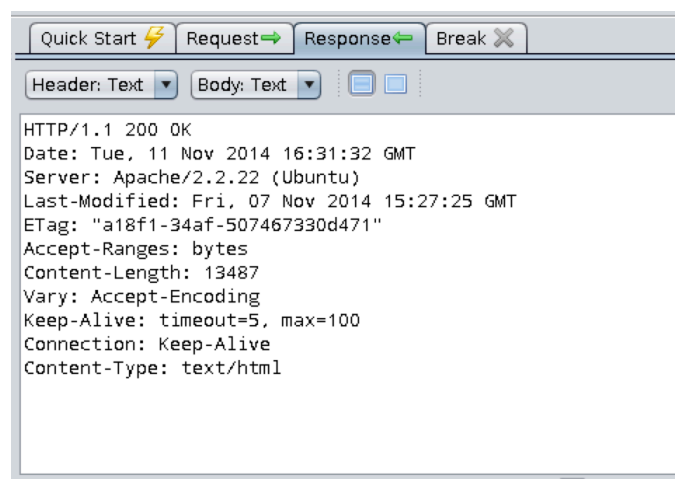 Quick Start Request Response Break
Header: Text Body: Text
HTTP/1.1 200 OK
Date: Tue, 11 Nov 2014 16:31:32 GMT
Server: Apache/2.2.22 (Ubuntu)
Last-Modified: Fri, 07 Nov 2014 15:27:25 GMT
ETag: "a18f1-34af-507467330d471"
Accept-Ranges: bytes
Content-Length: 13487
Vary: Accept-Encoding
Keep-Alive: timeout=5, max=100
Connection: Keep-Alive
Content-Type: text/html